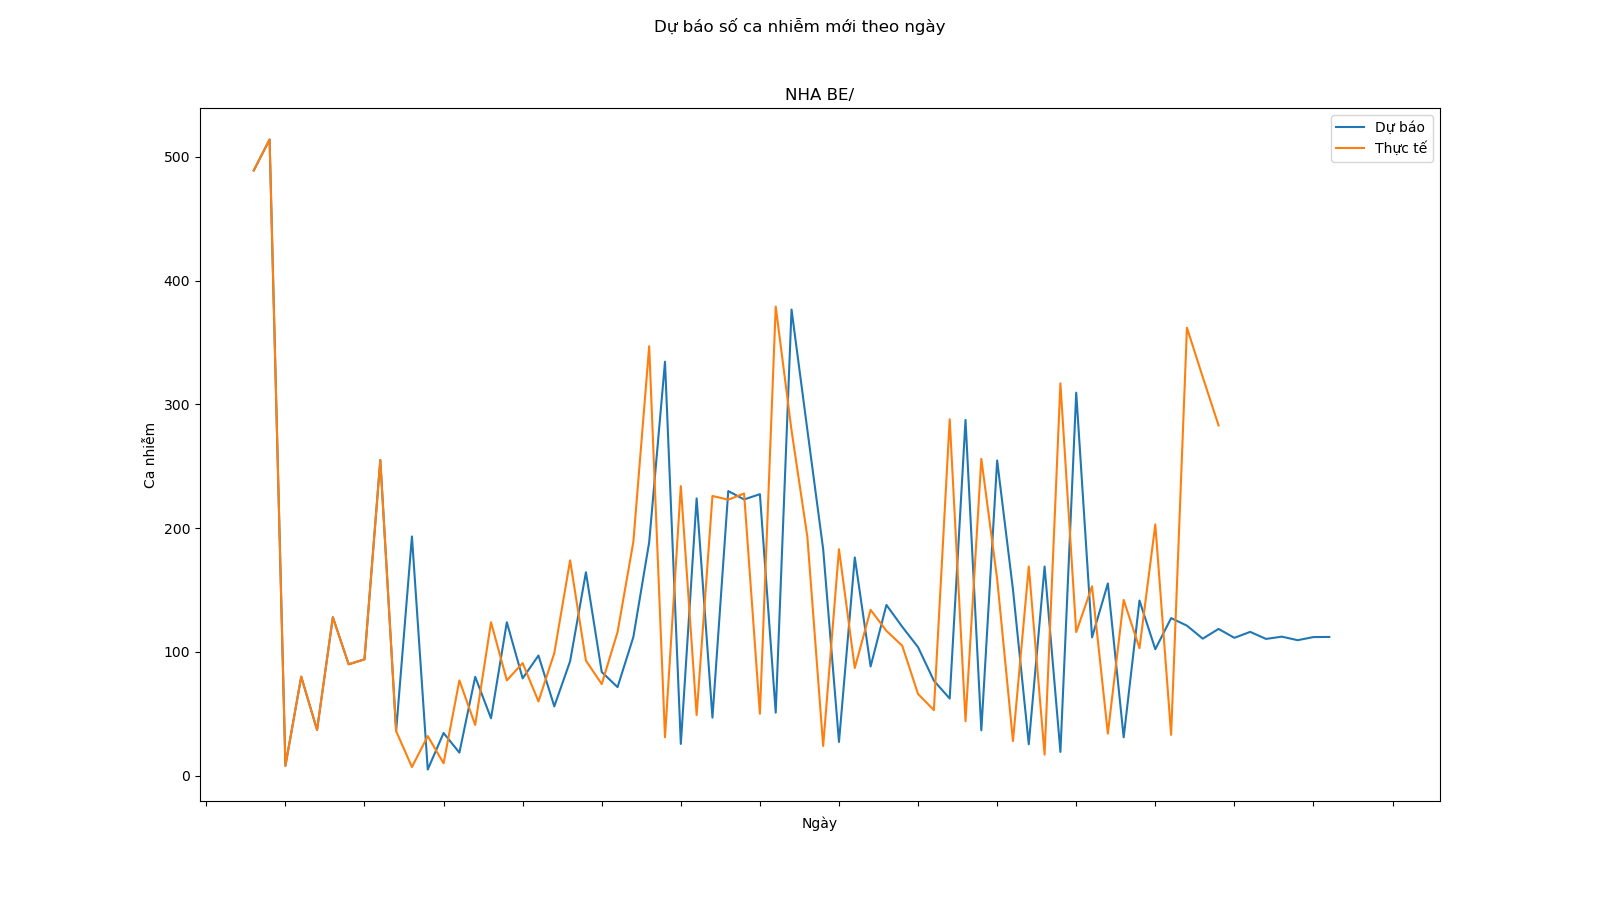 Dự báo số ca nhiễm mới theo ngày
NHA BE/
Dự báo
Thực tế
500
400
300
200
100
0
Ca nhiễm
Ngày